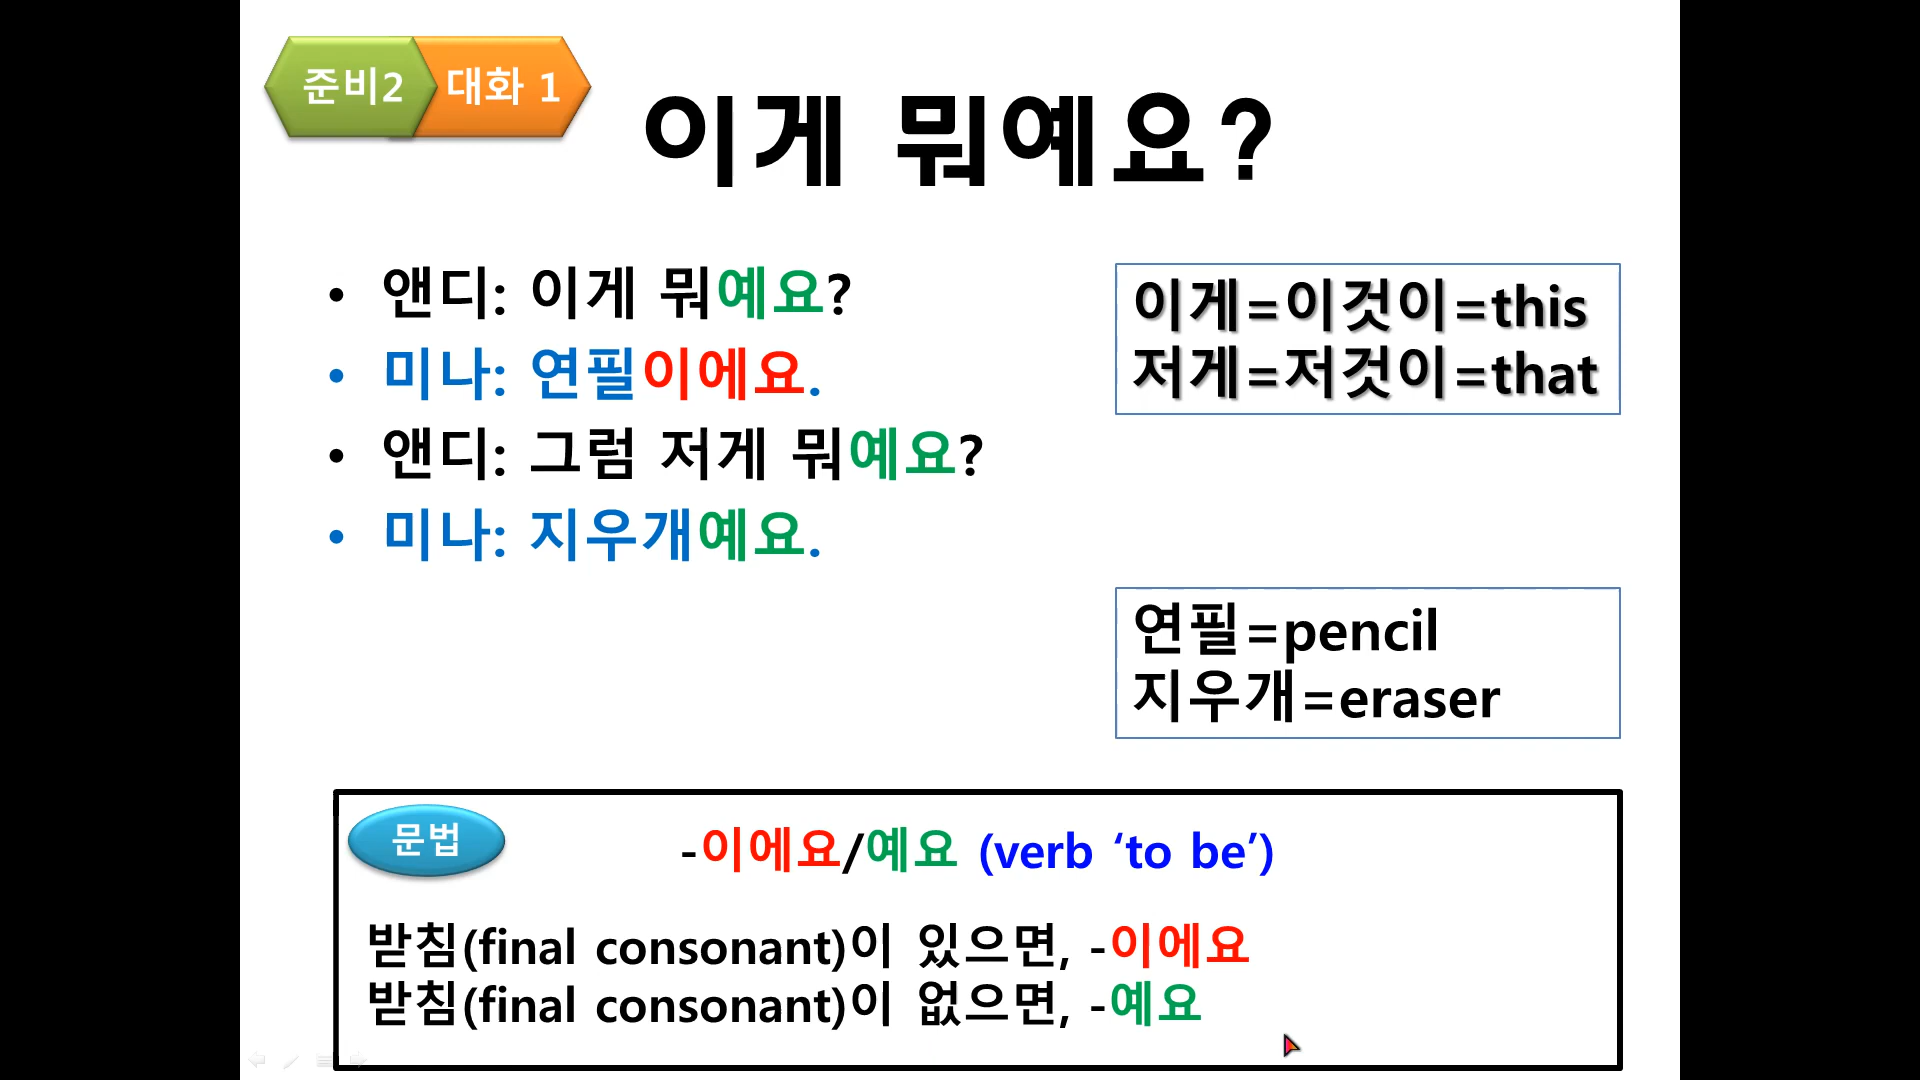 준비2 대화 1
이게 뭐예요?
• 앤디: 이게 뭐예요?
• 미나: 연필이에요.
• 앤디: 그럼 저게 뭐예요?
• 미나: 지우개예요.
이게=이것이=this
저게=저것이=that
연필=pencil
지우개=eraser
문법
-이에요/예요 (verb ‘to be’)
받침(final consonant)이 있으면, -이에요
받침(final consonant)이 없으면, -예요